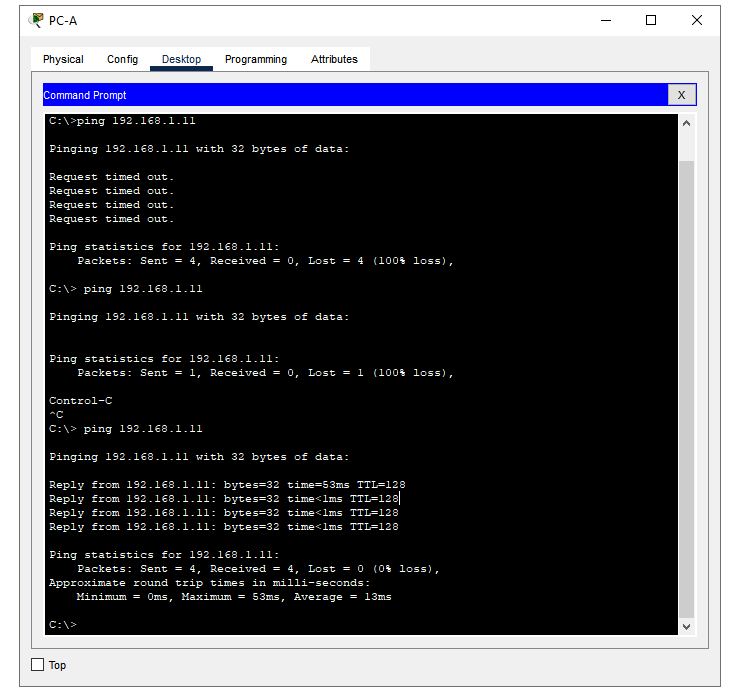 PC-A
Physical Config Desktop Programming Attributes
Command Prompt X
C:\>ping 192.168.1.11
Pinging 192.168.1.11 with 32 bytes of data:
Request timed out.
Request timed out.
Request timed out.
Request timed out.
Ping statistics for 192.168.1.11:
Packets: Sent = 4, Received = 0, Lost = 4 (100% loss),
C:\> ping 192.168.1.11
Pinging 192.168.1.11 with 32 bytes of data:
Ping statistics for 192.168.1.11:
Packets: Sent = 1, Received = 0, Lost = 1 (100% loss),
Control-C
^C
C:\> ping 192.168.1.11
Pinging 192.168.1.11 with 32 bytes of data:
Reply from 192.168.1.11: bytes=32 time=53ms TTL=128
Reply from 192.168.1.11: bytes=32 time<1ms TTL=128
Reply from 192.168.1.11: bytes=32 time<1ms TTL=128
Reply from 192.168.1.11: bytes=32 time<1ms TTL=128
Ping statistics for 192.168.1.11:
Packets: Sent = 4, Received = 4, Lost = 0 (0% loss),
Approximate round trip times in milli-seconds:
Minimum = 0ms, Maximum = 53ms, Average = 13ms
C:\>
Top